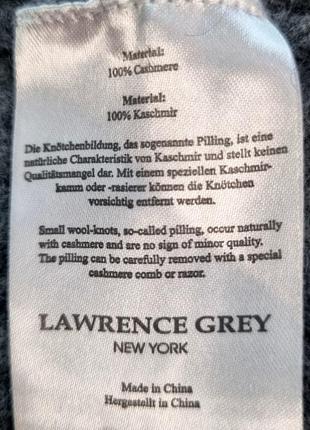 Material:
100% Cashmere
Material:
100% Kaschmir
Die Knötchenbildung, das sogenannte Pilling, ist eine
natürliche Charakteristik von Kaschmir und stellt keinen
Qualitätsmangel dar. Mit einem speziellen Kaschmir-
kamm oder -rasierer können die Knötchen
vorsichtig entfernt werden.
Small wool-knots, so-called pilling, occur naturally
with cashmere and are no sign of minor quality.
The pilling can be carefully removed with a special
cashmere comb or razor.
LAWRENCE GREY
NEW YORK
Made in China
Hergestellt in China